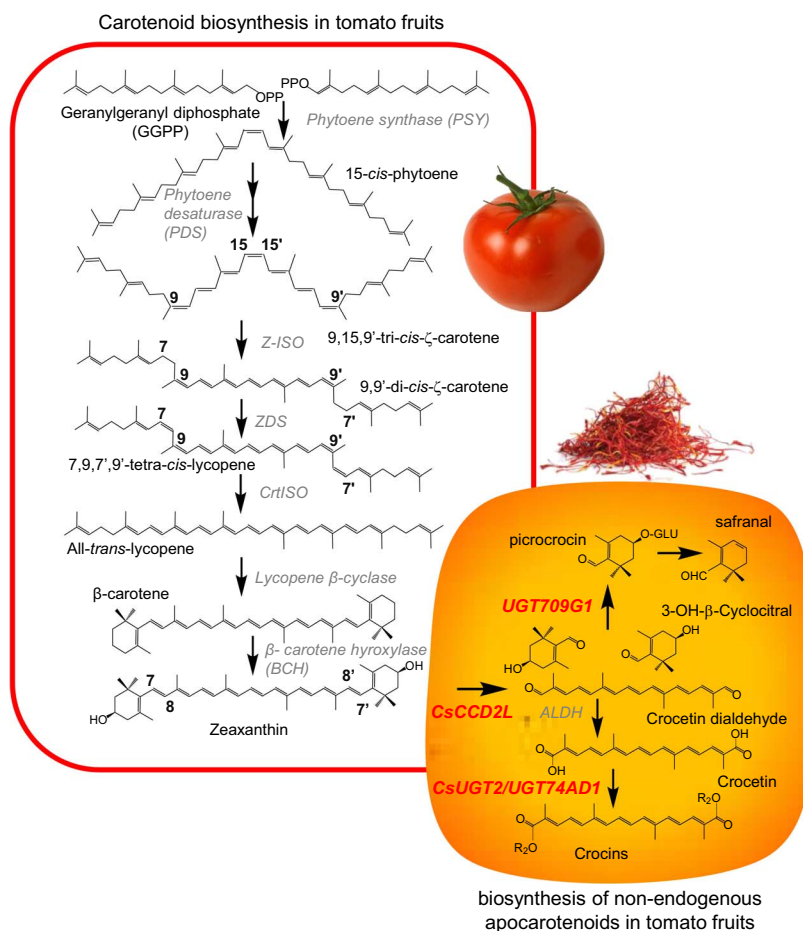 Carotenoid biosynthesis in tomato fruits
PPO
OPP
Geranylgeranyl diphosphate
(GGPP)
Phytoene synthase (PSY)
15-cis-phytoene
Phytoene
desaturase
(PDS)
15 15'
9 9'
9,15,9'-tri-cis-ζ-carotene
Z-ISO
7
9 9'
9,9'-di-cis-ζ-carotene
7'
ZDS
7
9 9'
7,9,7',9'-tetra-cis-lycopene
7'
CrtISO
All-trans-lycopene
Lycopene β-cyclase
β-carotene
β- carotene hyroxylase
(BCH)
7 8' OH
8 7'
HO
Zeaxanthin
safranal
picrocrocin
O-GLU
O
OHC
UGT709G1
3-OH-β-Cyclocitral
OH
O
HO
O
O
O
CsCCD2L
ALDH
Crocetin dialdehyde
O
OH
OH
O
Crocetin
CsUGT2/UGT74AD1
R₂O
O
O
R₂O
Crocins
biosynthesis of non-endogenous
apocarotenoids in tomato fruits